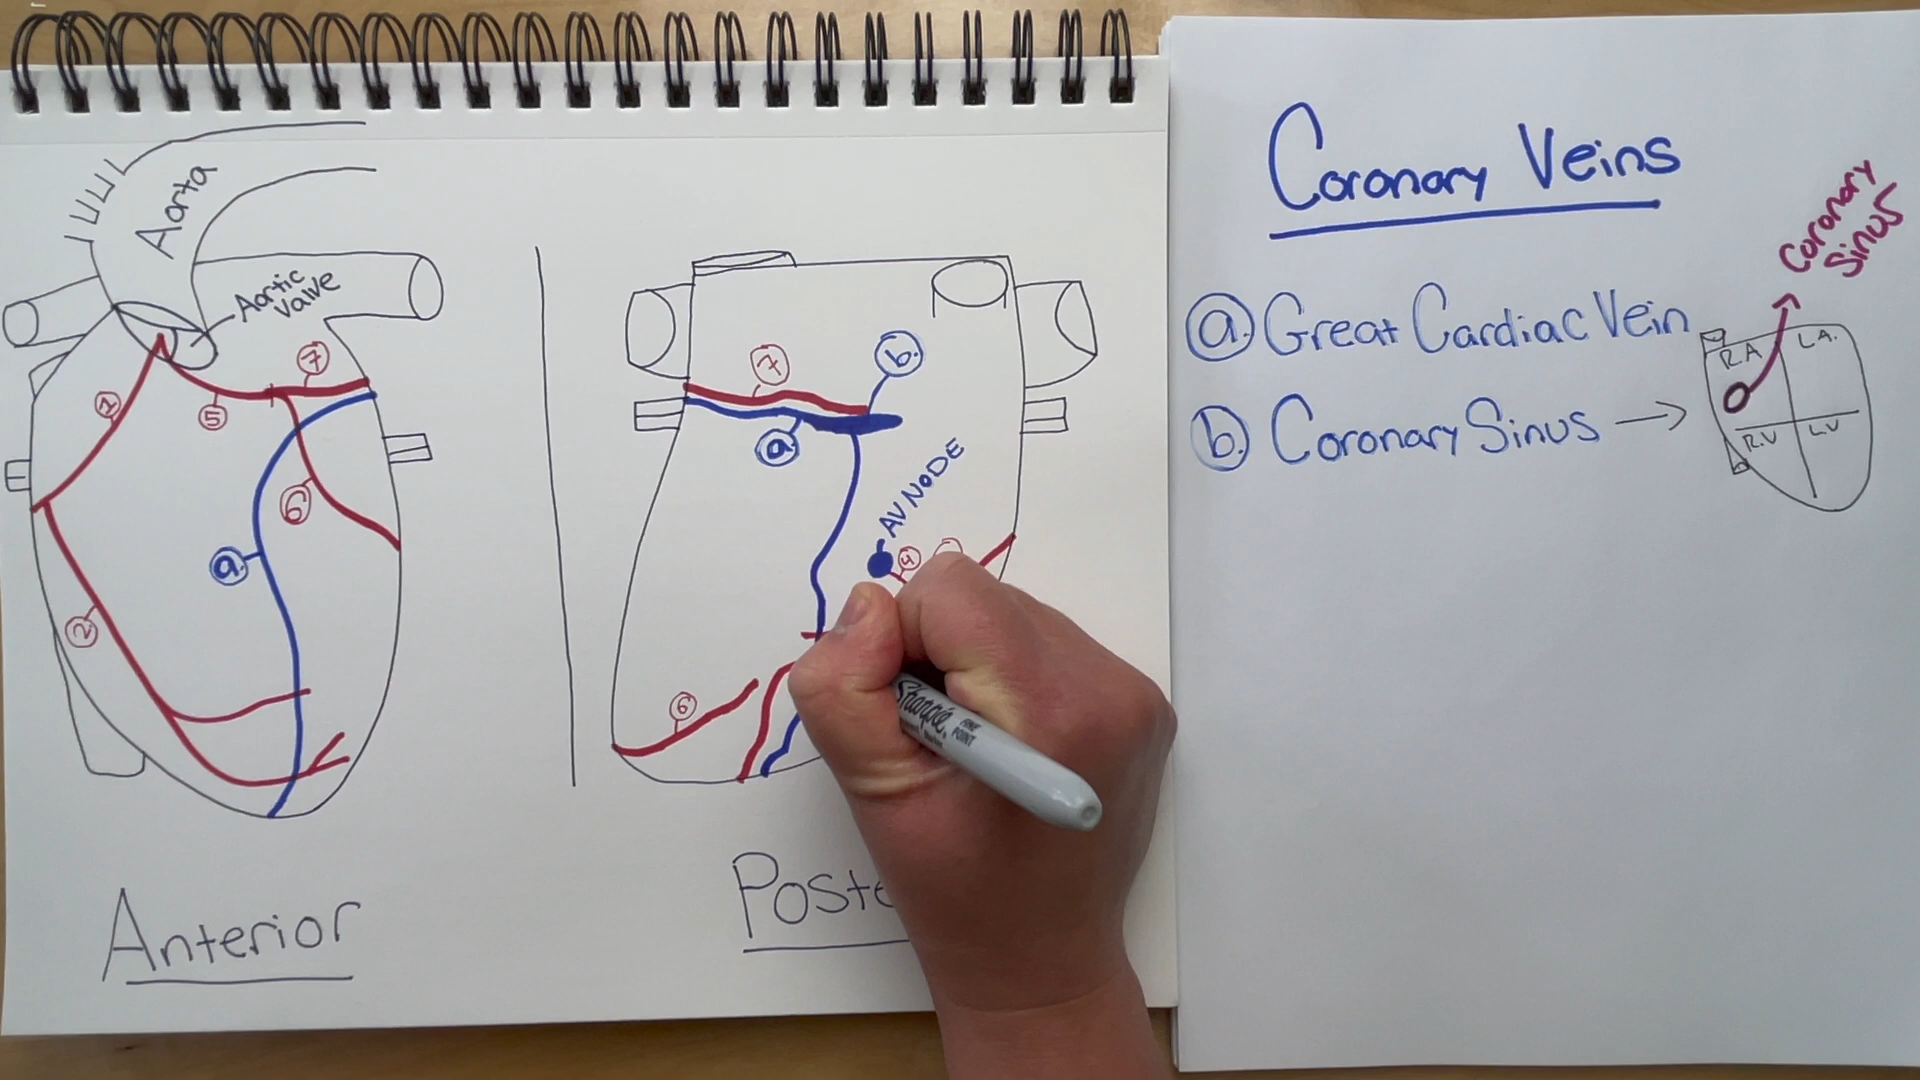 Aorta
Aortic
Valve
7
1
5
6
a
2
Anterior
7
b.
a
AV NODE
4
6
Sharpie
FINE
POINT
Poste
Coronary Veins
a. Great Cardiac Vein
b. Coronary Sinus →
Coronary
Sinus
R.A L.A.
R.V LV